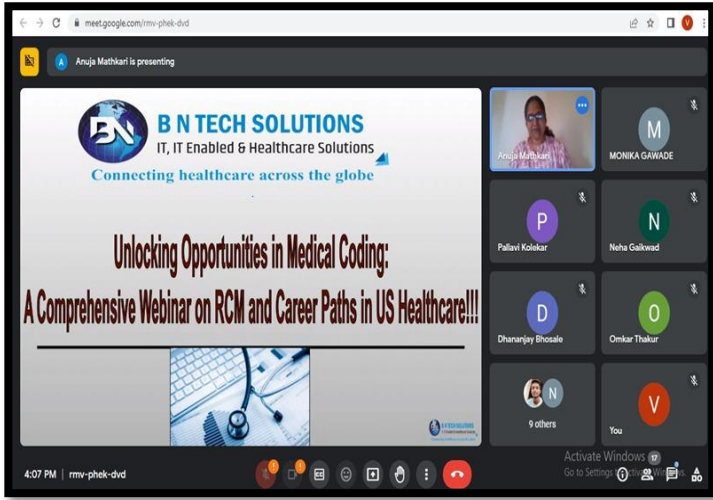 meet.google.com/rmv-phek-dvd
V
A
Anuja Mathkari is presenting
BN
B N TECH SOLUTIONS
IT, IT Enabled & Healthcare Solutions
Connecting healthcare across the globe
Unlocking Opportunities in Medical Coding:
A Comprehensive Webinar on RCM and Career Paths in US Healthcare!!!
Anuja Mathkari
M
MONIKA GAWADE
P
Pallavi Kolekar
N
Neha Gaikwad
D
Dhananjay Bhosale
O
Omkar Thakur
N
9 others
V
You
4:07 PM | rmv-phek-dvd
Activate Windows
17
Go to Settings